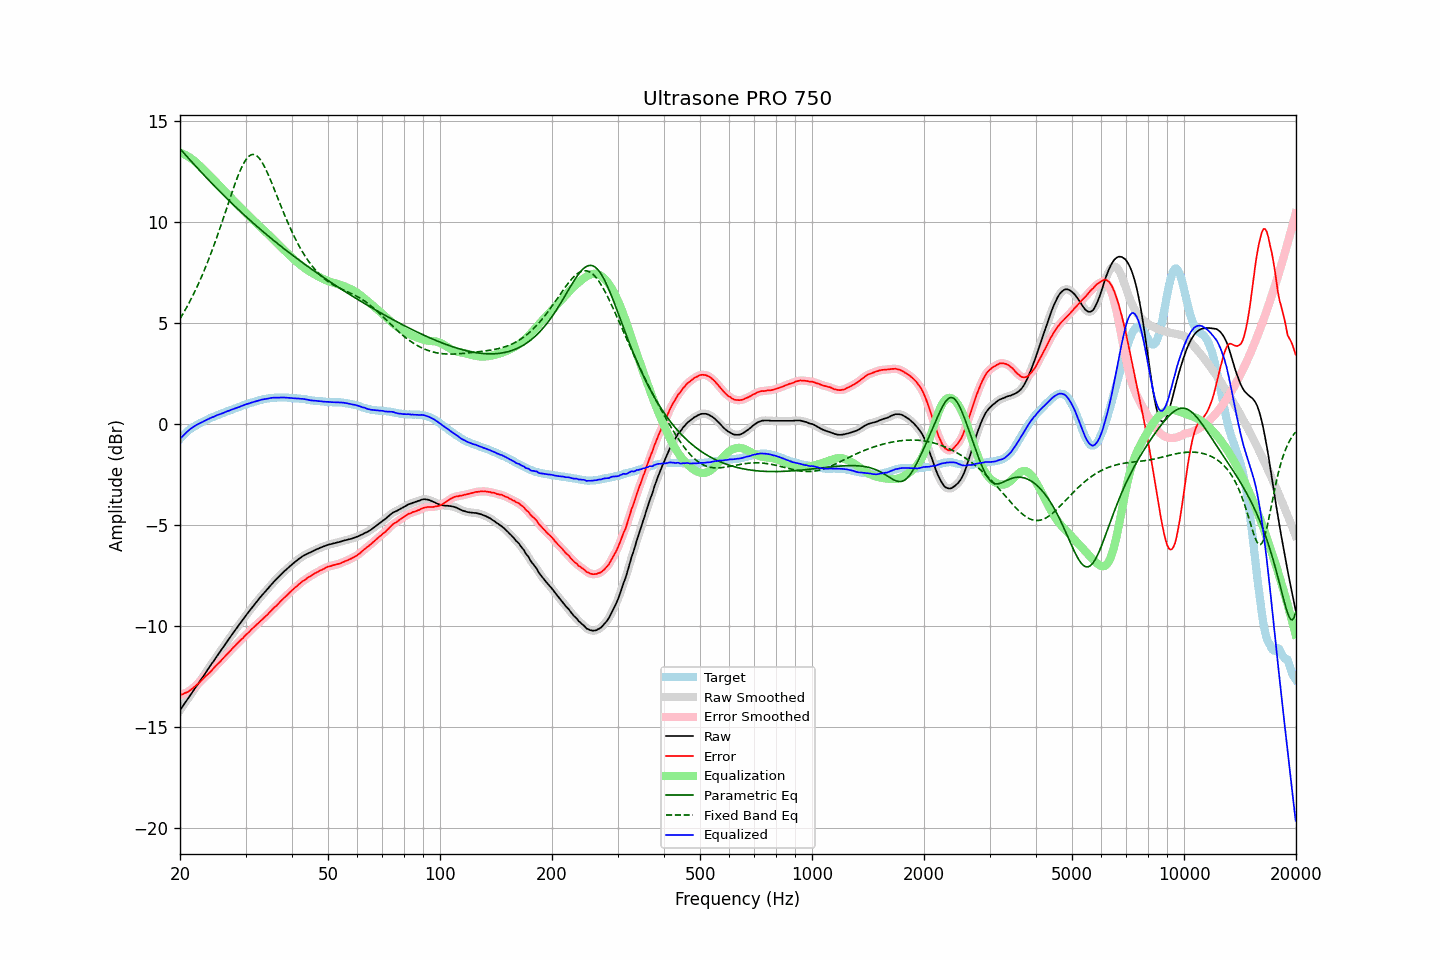 Ultrasone PRO 750
15
10
5
0
−5
−10
−15
−20
Amplitude (dBr)
20
50
100
200
500
1000
2000
5000
10000
20000
Frequency (Hz)
Target
Raw Smoothed
Error Smoothed
Raw
Error
Equalization
Parametric Eq
Fixed Band Eq
Equalized